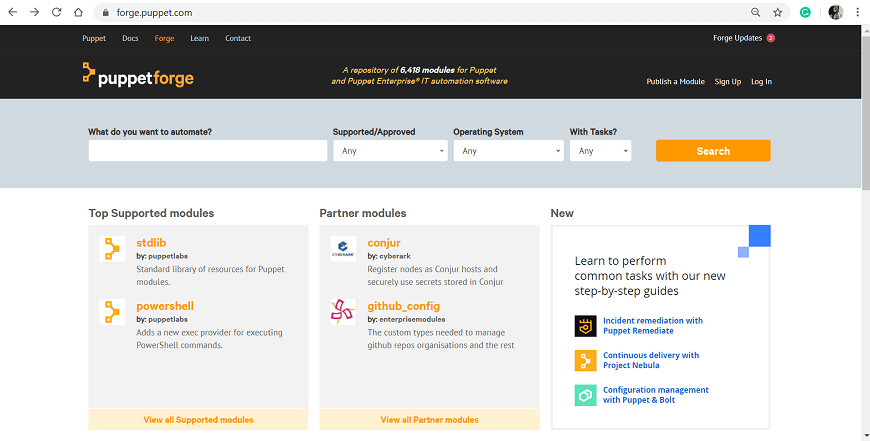 forge.puppet.com
Puppet Docs Forge Learn Contact
Forge Updates 2
puppetforge
A repository of 6,418 modules for Puppet
and Puppet Enterprise® IT automation software
Publish a Module Sign Up Log In
What do you want to automate?
Supported/Approved
Any
Operating System
Any
With Tasks?
Any
Search
Top Supported modules
stdlib
by: puppetlabs
Standard library of resources for Puppet
modules.
powershell
by: puppetlabs
Adds a new exec provider for executing
PowerShell commands.
View all Supported modules
Partner modules
CYBERARK
conjur
by: cyberark
Register nodes as Conjur hosts and
securely use secrets stored in Conjur
github_config
by: enterprisemodules
The custom types needed to manage
github repos organisations and the rest
View all Partner modules
New
Learn to perform
common tasks with our new
step-by-step guides
Incident remediation with
Puppet Remediate
Continuous delivery with
Project Nebula
Configuration management
with Puppet & Bolt